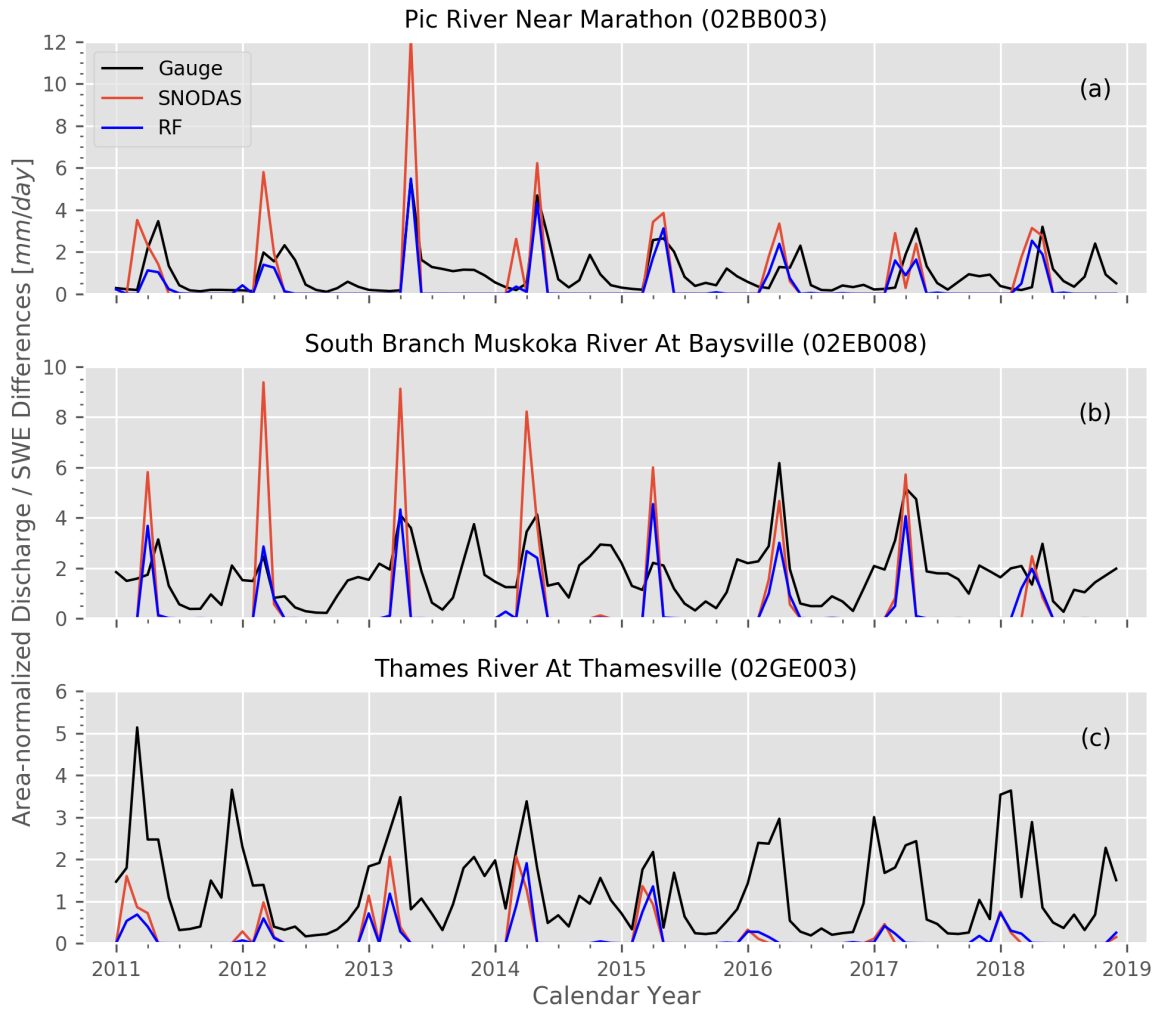 Pic River Near Marathon (02BB003)
12
10
8
6
4
2
0
Gauge
SNODAS
RF
(a)
South Branch Muskoka River At Baysville (02EB008)
10
8
6
4
2
0
(b)
Thames River At Thamesville (02GE003)
6
5
4
3
2
1
0
(c)
2011 2012 2013 2014 2015 2016 2017 2018 2019
Calendar Year
Area-normalized Discharge / SWE Differences [mm/day]